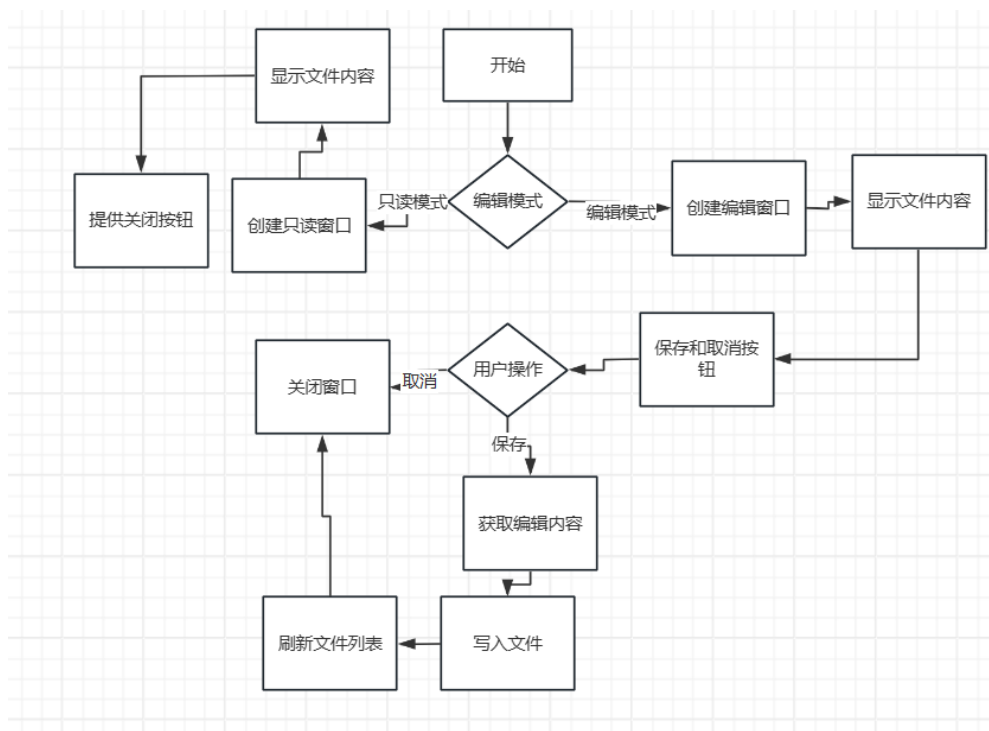 显示文件内容
开始
提供关闭按钮
创建只读窗口
只读模式
编辑模式
编辑模式
创建编辑窗口
显示文件内容
关闭窗口
取消
用户操作
保存和取消按
钮
保存
获取编辑内容
刷新文件列表
写入文件